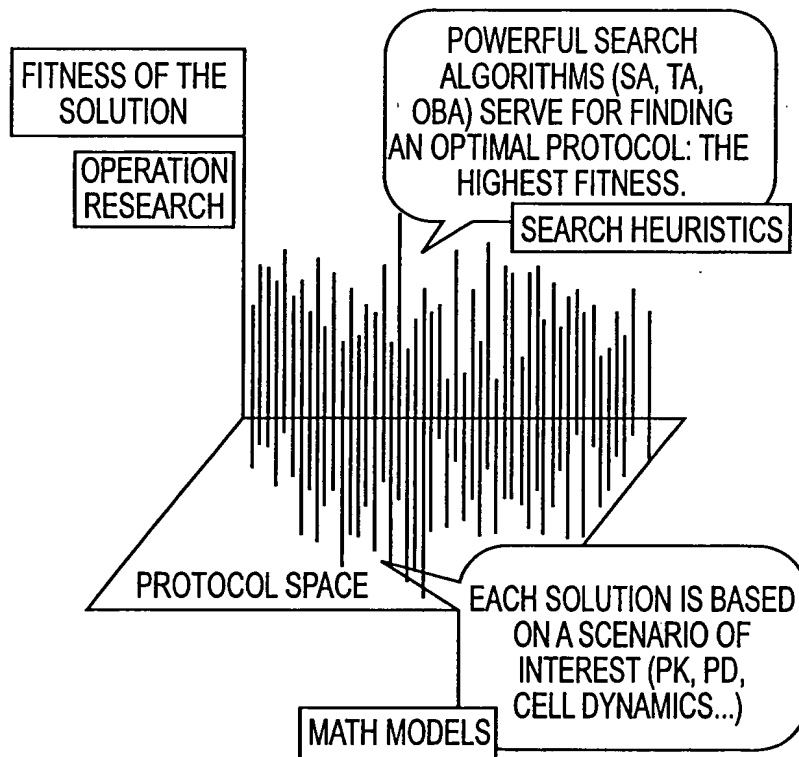 FITNESS OF THE
SOLUTION
OPERATION
RESEARCH
POWERFUL SEARCH
ALGORITHMS (SA, TA,
OBA) SERVE FOR FINDING
AN OPTIMAL PROTOCOL: THE
HIGHEST FITNESS.
SEARCH HEURISTICS
PROTOCOL SPACE
EACH SOLUTION IS BASED
ON A SCENARIO OF
INTEREST (PK, PD,
CELL DYNAMICS...)
MATH MODELS